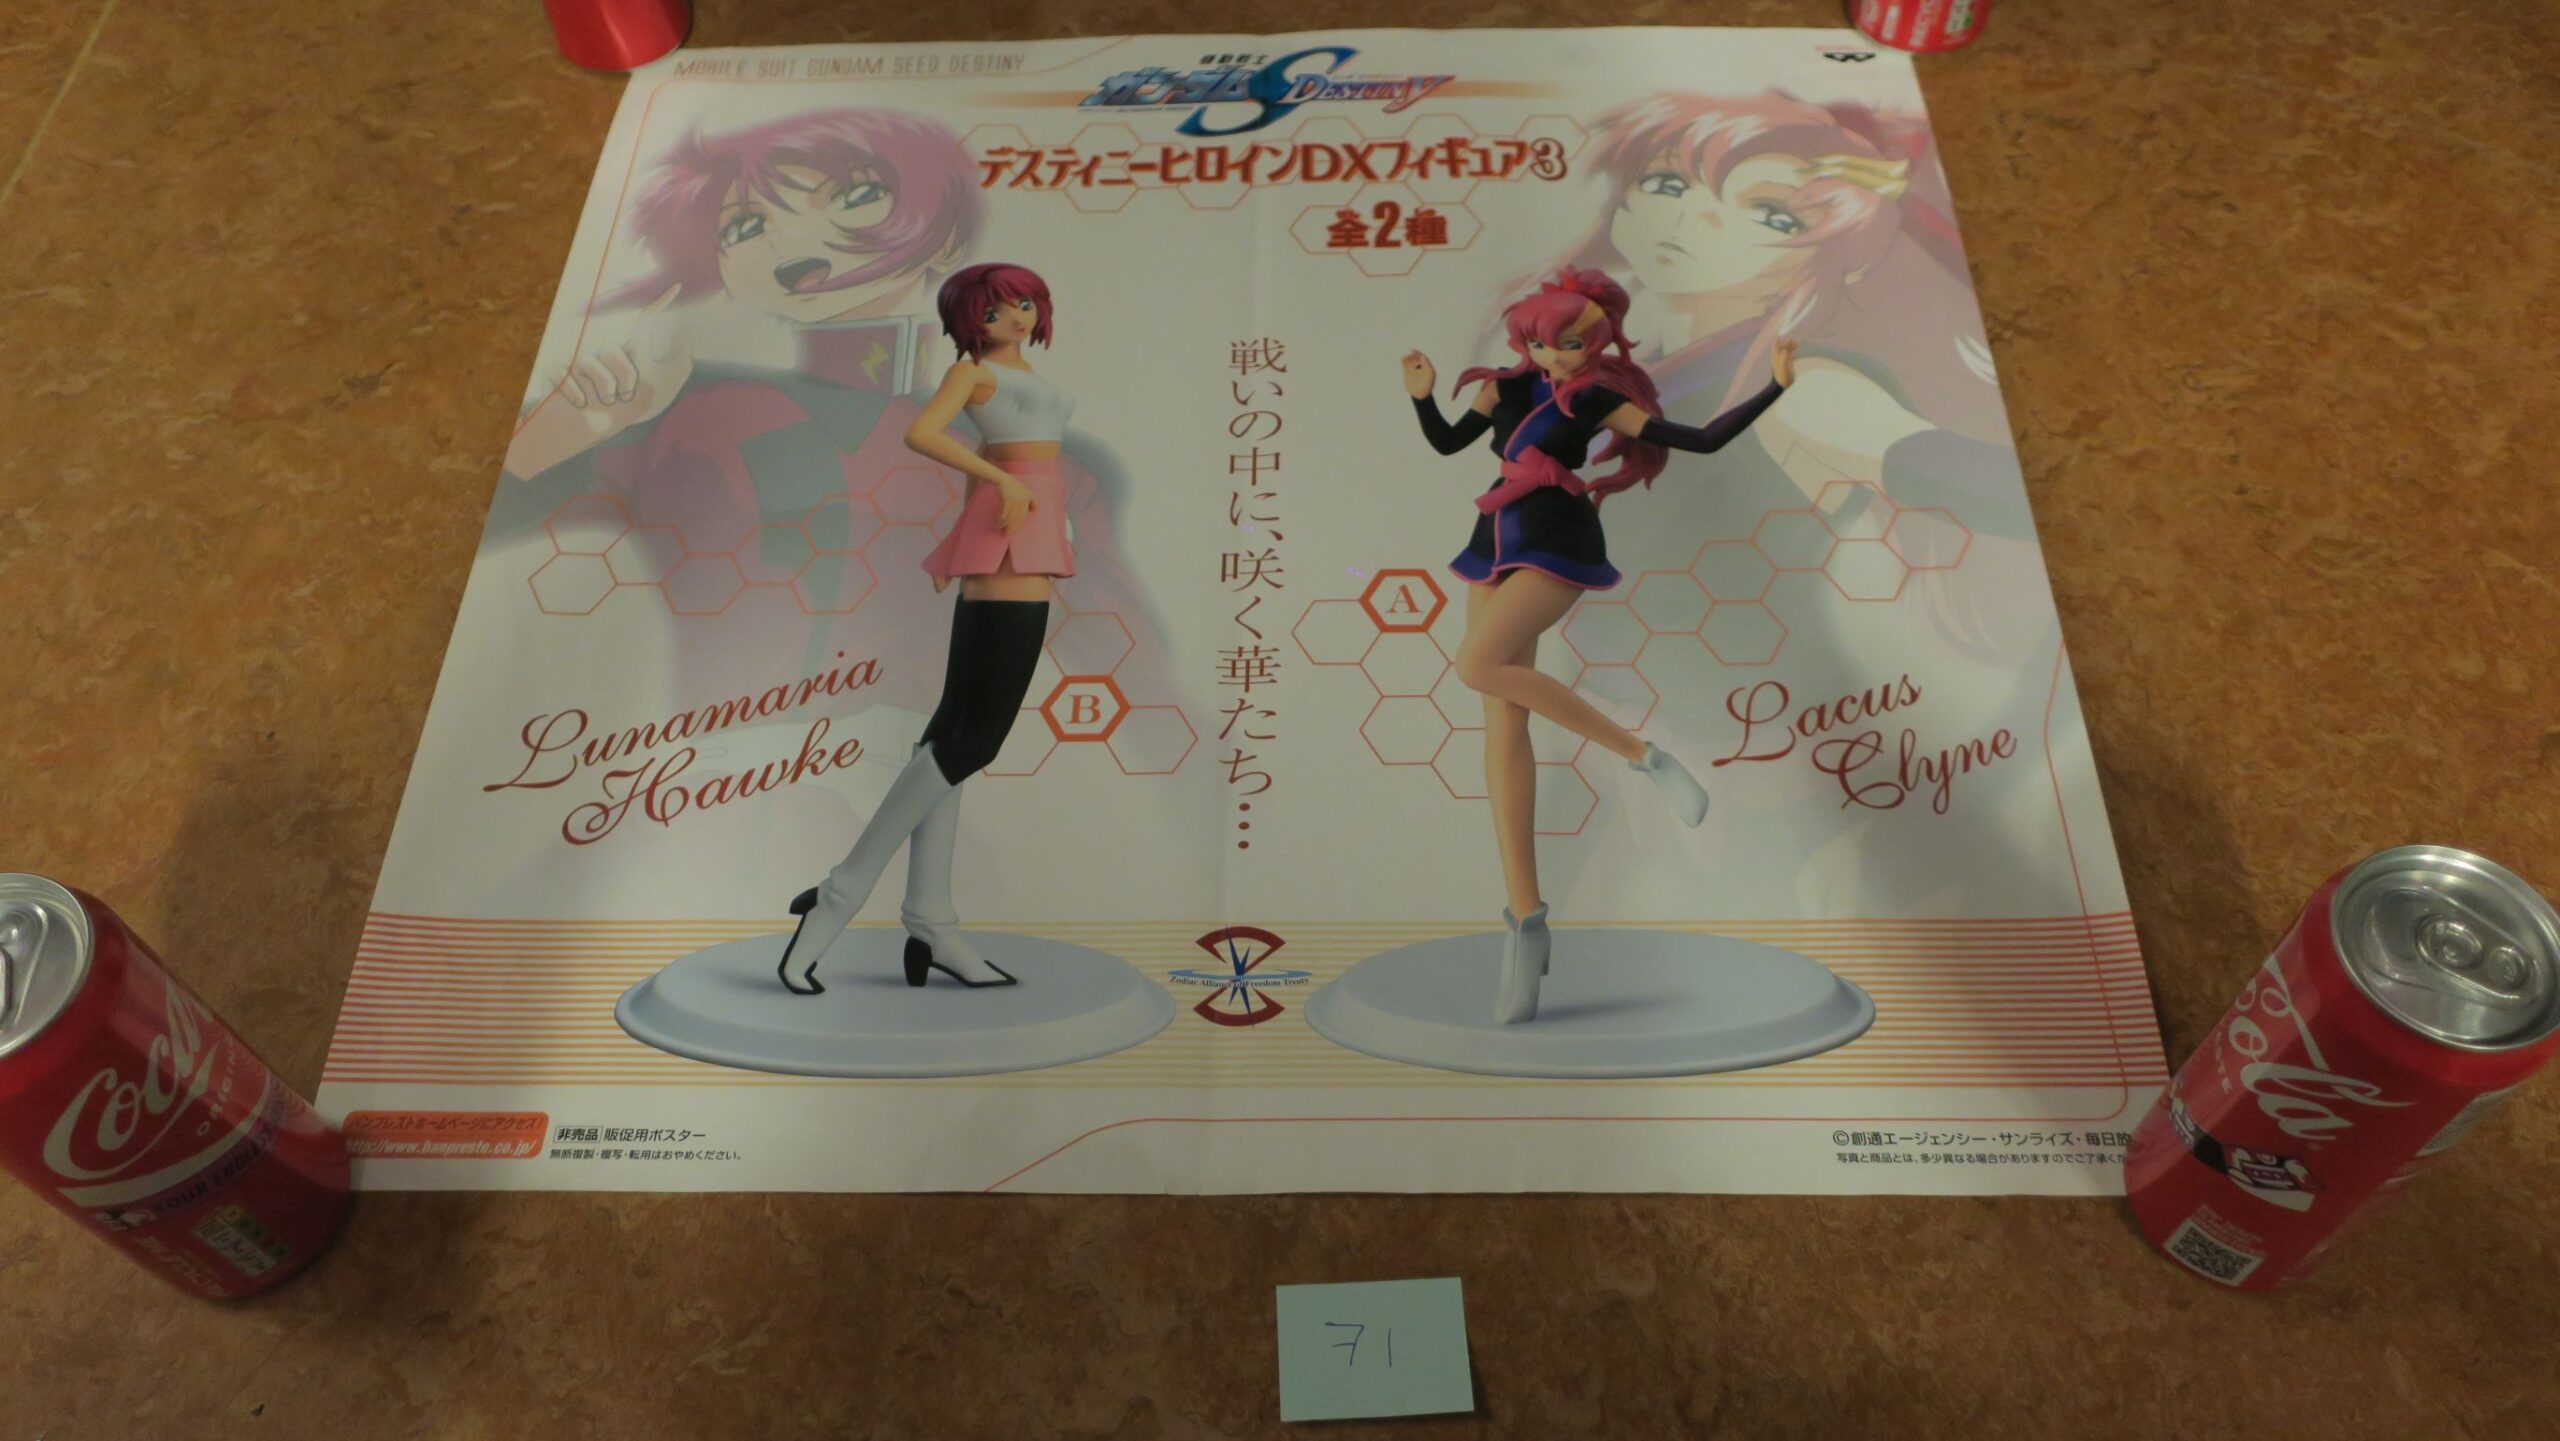 MOBILE SUIT GUNDAM SEED DESTINY
機動戦士
ガンダムSDESTINY
デスティニーヒロインDXフィギュア3
全2種
戦いの中に、咲く華たち…
A
B
Lunamaria
Hawke
Lacus
Clyne
Zodiac Alliance of Freedom Treaty
バンプレストホームページにアクセス!
http://www.banpresto.co.jp/
非売品 販促用ポスター
無断複製・複写・転用はおやめください。
©創通エージェンシー・サンライズ・毎日放
写真と商品とは、多少異なる場合がありますのでご了承くだ
Coca
Cola
71